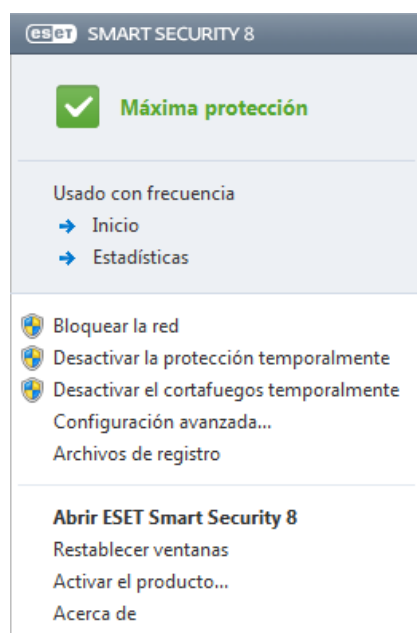 eset SMART SECURITY 8
Máxima protección
Usado con frecuencia
Inicio
Estadísticas
Bloquear la red
Desactivar la protección temporalmente
Desactivar el cortafuegos temporalmente
Configuración avanzada...
Archivos de registro
Abrir ESET Smart Security 8
Restablecer ventanas
Activar el producto...
Acerca de